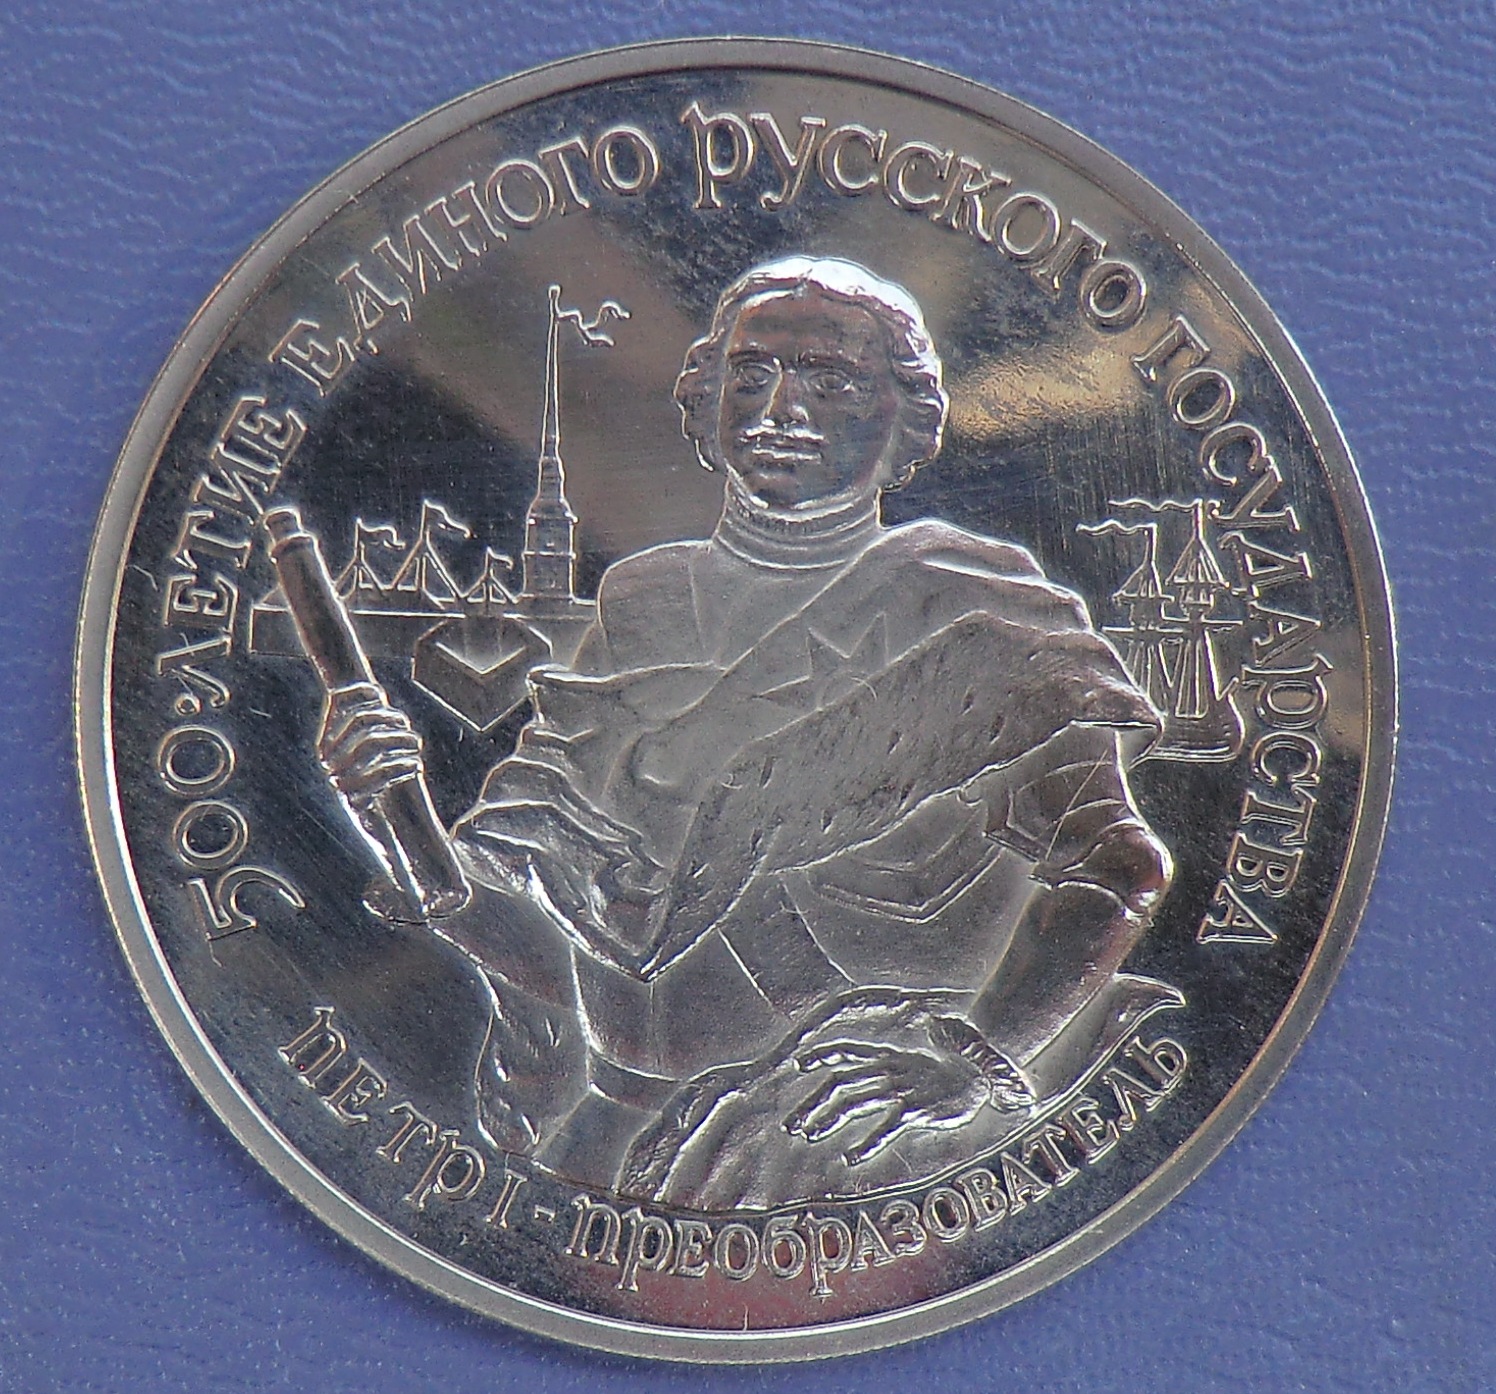 500-ЛЕТИЕ ЕДИНОГО РУССКОГО ГОСУДАРСТВА
ПЕТР I - ПРЕОБРАЗОВАТЕЛЬ